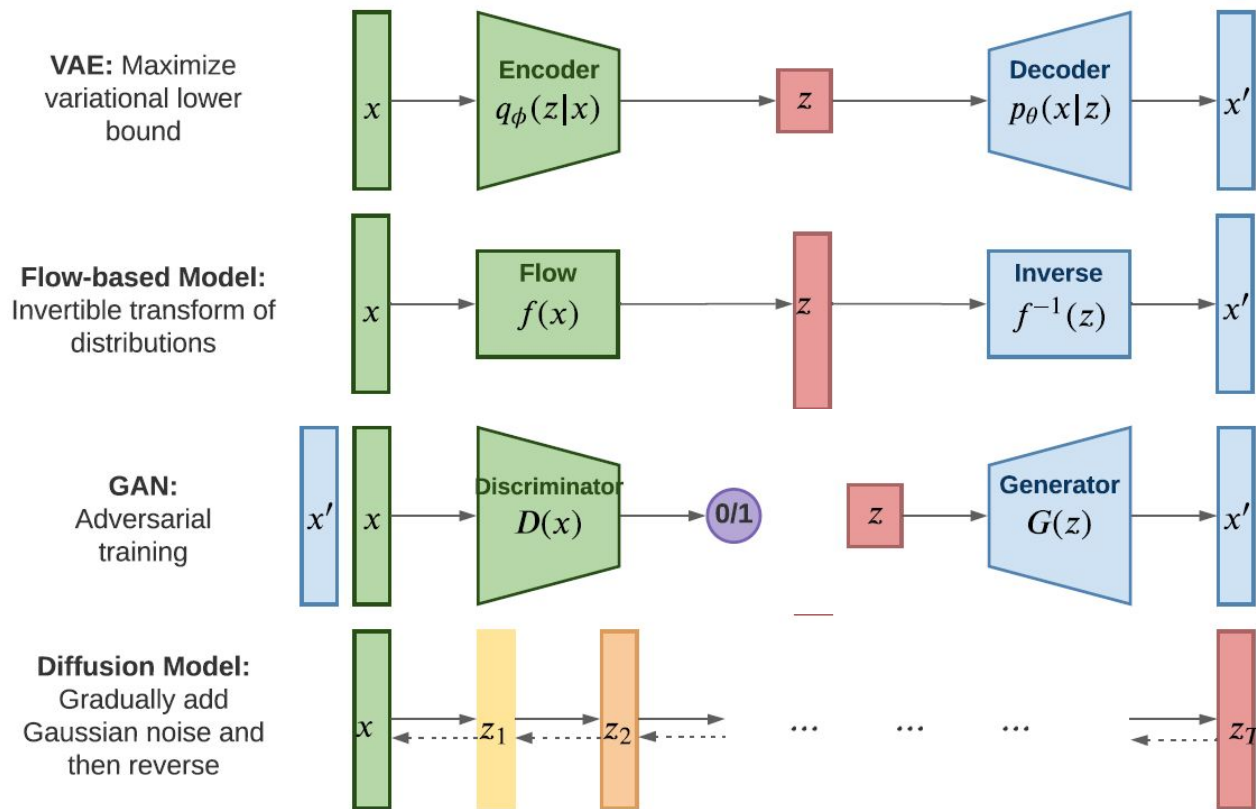 VAE: Maximize
variational lower
bound
x
Encoder
qϕ(z|x)
z
Decoder
pθ(x|z)
x′
Flow-based Model:
Invertible transform of
distributions
x
Flow
f(x)
z
Inverse
f⁻¹(z)
x′
GAN:
Adversarial
training
x′
x
Discriminator
D(x)
0/1
z
Generator
G(z)
x′
Diffusion Model:
Gradually add
Gaussian noise and
then reverse
x
z₁
z₂
...
...
...
z_T